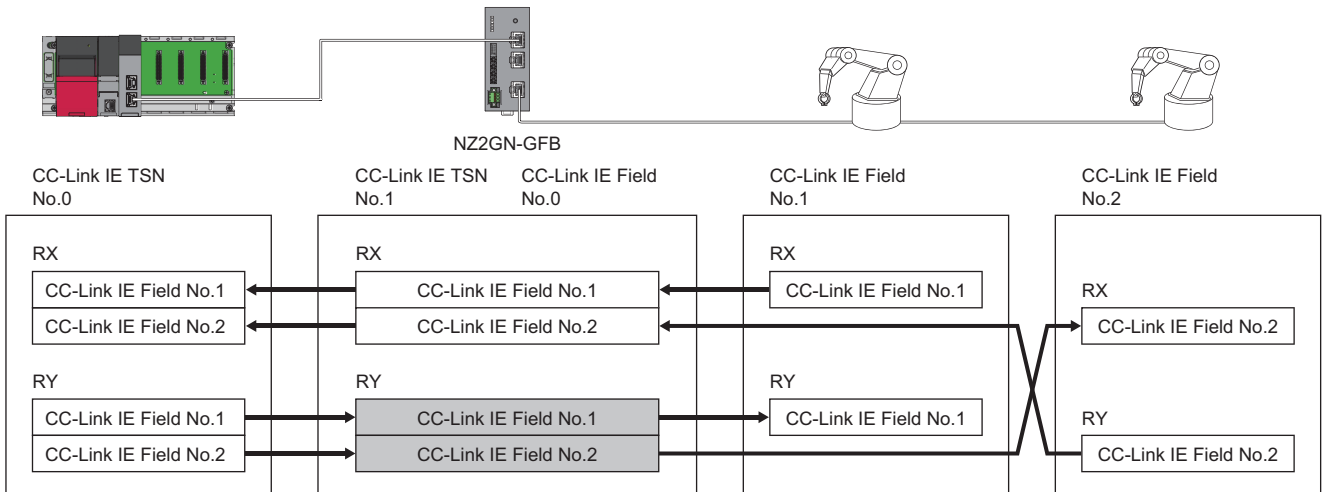 NZ2GN-GFB
CC-Link IE TSN
No.0
CC-Link IE TSN
No.1
CC-Link IE Field
No.0
CC-Link IE Field
No.1
CC-Link IE Field
No.2
RX
CC-Link IE Field No.1
CC-Link IE Field No.2
RY
CC-Link IE Field No.1
CC-Link IE Field No.2
RX
CC-Link IE Field No.1
CC-Link IE Field No.2
RY
CC-Link IE Field No.1
CC-Link IE Field No.2
RX
CC-Link IE Field No.1
RY
CC-Link IE Field No.1
RX
CC-Link IE Field No.2
RY
CC-Link IE Field No.2